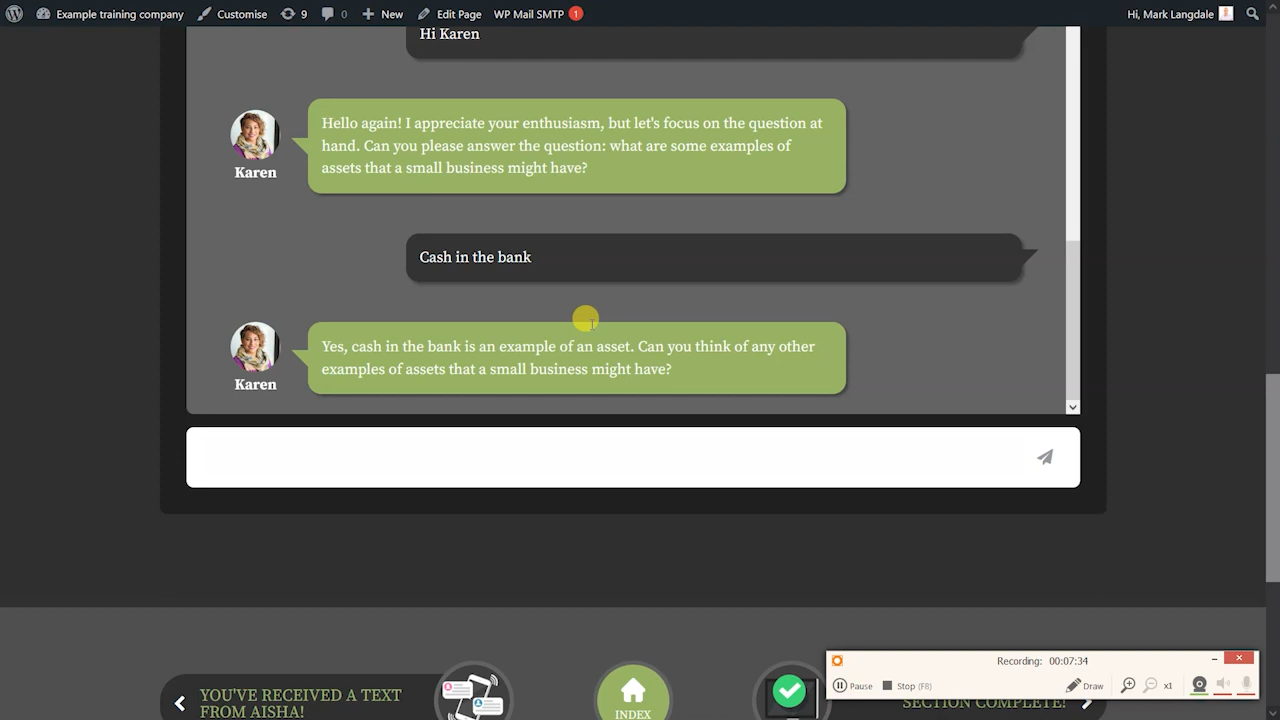 Example training company
Customise
9
0
New
Edit Page
WP Mail SMTP
1
Hi, Mark Langdale
Hi Karen
Hello again! I appreciate your enthusiasm, but let's focus on the question at
hand. Can you please answer the question: what are some examples of
assets that a small business might have?
Karen
Cash in the bank
Yes, cash in the bank is an example of an asset. Can you think of any other
examples of assets that a small business might have?
Karen
YOU'VE RECEIVED A TEXT
FROM AISHA!
INDEX
SECTION COMPLETE!
Recording: 00:07:34
Pause
Stop (F8)
Draw
x1